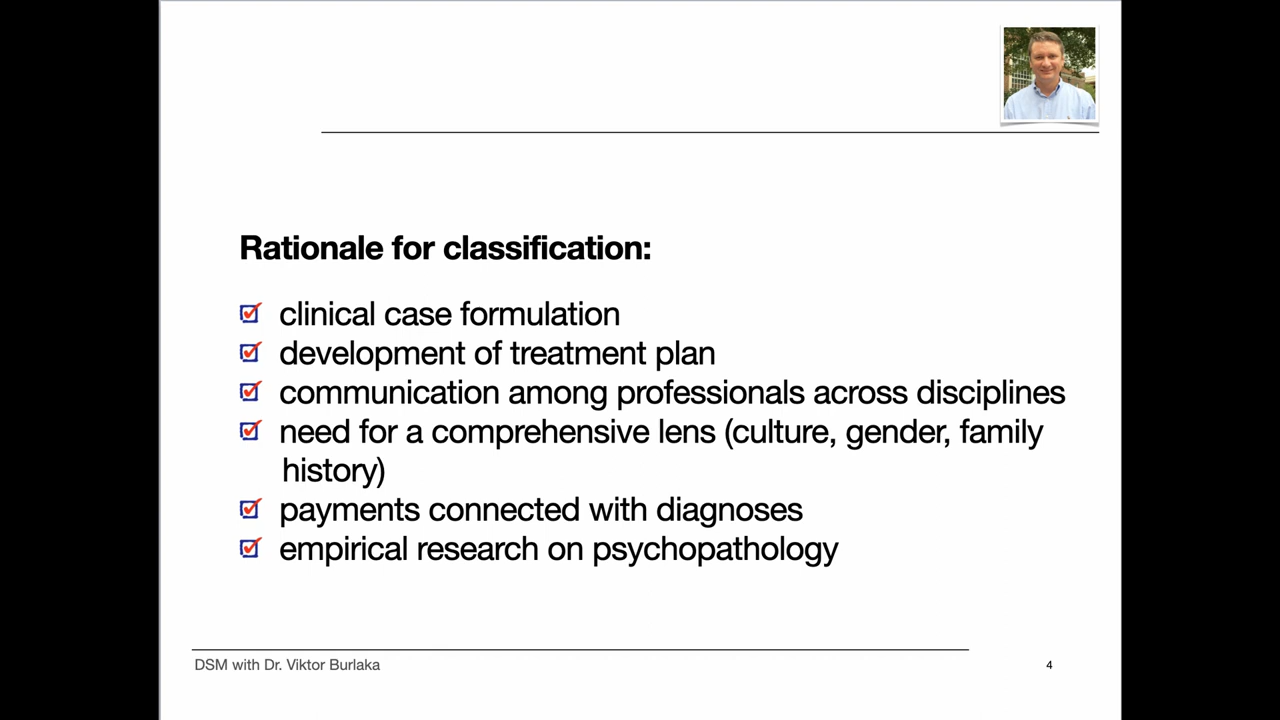 Rationale for classification:
clinical case formulation
development of treatment plan
communication among professionals across disciplines
need for a comprehensive lens (culture, gender, family
history)
payments connected with diagnoses
empirical research on psychopathology
DSM with Dr. Viktor Burlaka
4